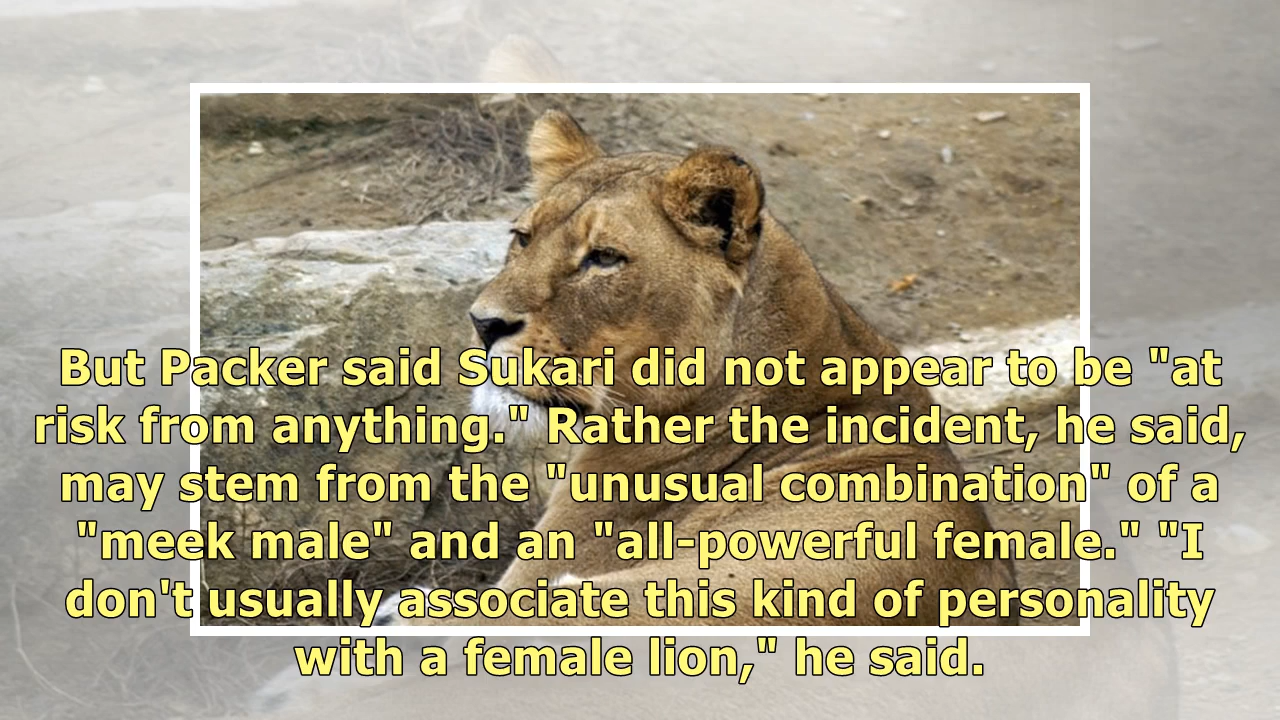 But Packer said Sukari did not appear to be "at
risk from anything." Rather the incident, he said,
may stem from the "unusual combination" of a
"meek male" and an "all-powerful female." "I
don't usually associate this kind of personality
with a female lion," he said.